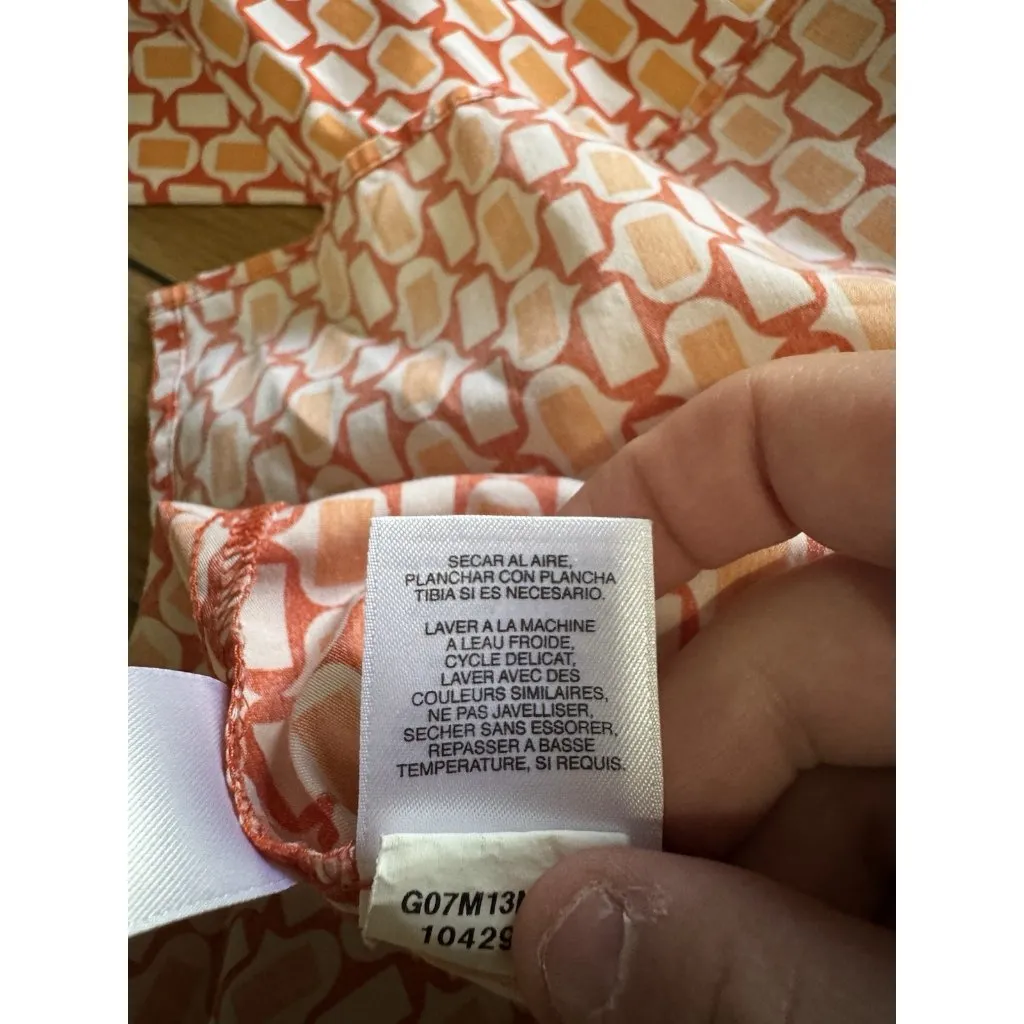 SECAR AL AIRE,
PLANCHAR CON PLANCHA
TIBIA SI ES NECESARIO.
LAVER A LA MACHINE
A LEAU FROIDE,
CYCLE DELICAT,
LAVER AVEC DES
COULEURS SIMILAIRES,
NE PAS JAVELLISER,
SECHER SANS ESSORER,
REPASSER A BASSE
TEMPERATURE, SI REQUIS.